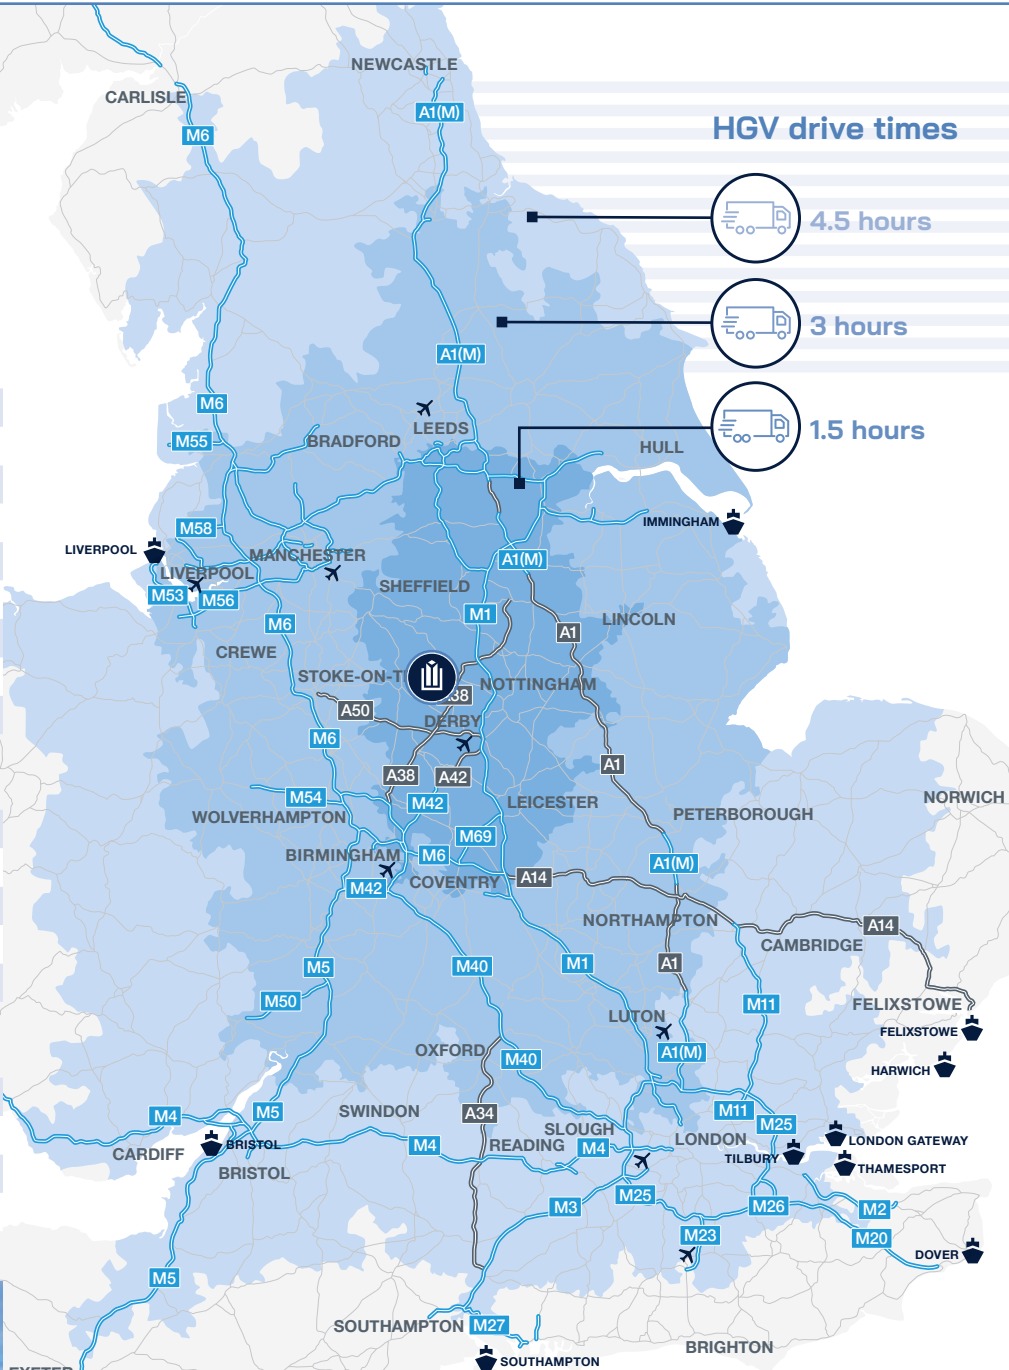 NEWCASTLE
CARLISLE
A1(M)
M6
HGV drive times
4.5 hours
3 hours
A1(M)
M6
1.5 hours
LEEDS
M55
BRADFORD
HULL
IMMINGHAM
M58
LIVERPOOL
MANCHESTER
A1(M)
LIVERPOOL
SHEFFIELD
M53
M56
M1
M6
LINCOLN
A1
CREWE
STOKE-ON-T
NOTTINGHAM
A38
A50
DERBY
M6
A1
A38
A42
M54
M42
LEICESTER
NORWICH
WOLVERHAMPTON
PETERBOROUGH
M69
BIRMINGHAM
M6
A1(M)
M42
COVENTRY
A14
NORTHAMPTON
A14
CAMBRIDGE
M5
M40
M1
A1
M50
M11
FELIXSTOWE
LUTON
FELIXSTOWE
OXFORD
M40
A1(M)
HARWICH
M4
M5
SWINDON
A34
M11
M25
SLOUGH
LONDON
LONDON GATEWAY
BRISTOL
M4
READING
M4
CARDIFF
TILBURY
THAMESPORT
BRISTOL
M25
M3
M26
M2
M23
M20
DOVER
M5
SOUTHAMPTON
M27
BRIGHTON
SOUTHAMPTON
EXETER